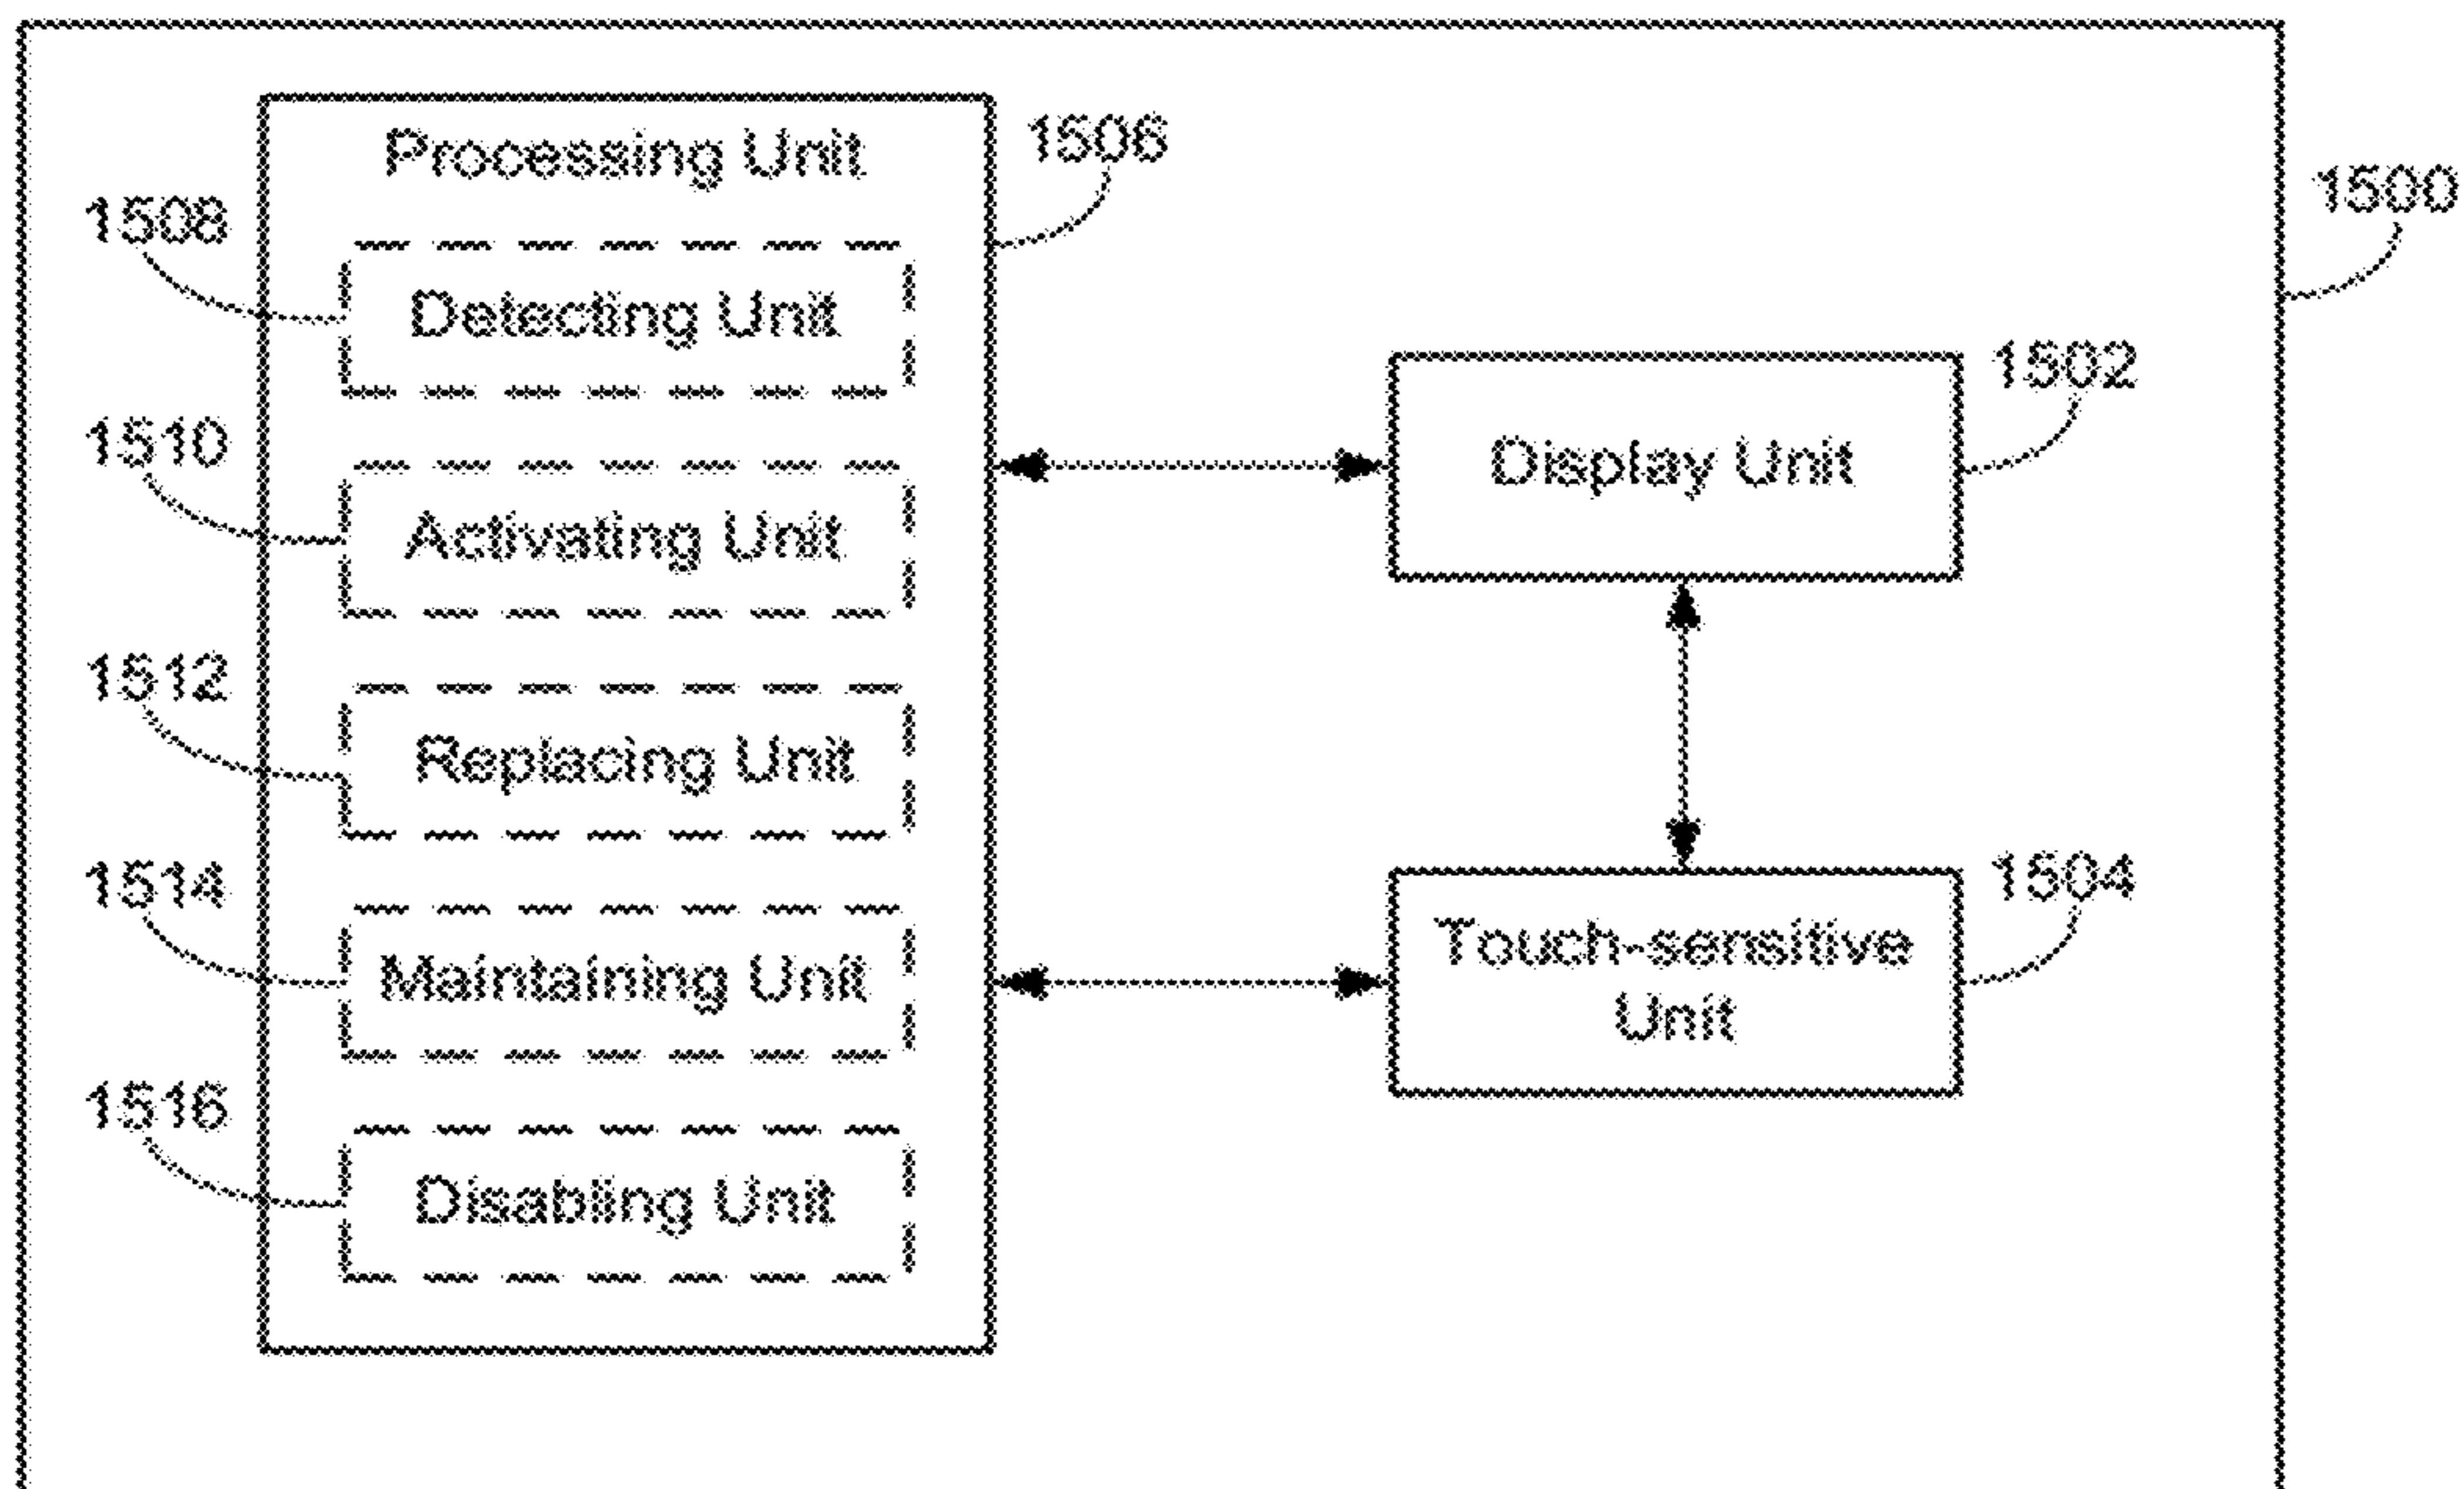 Processing Unit
1506
1500
1508
Detecting Unit
1502
1510
Display Unit
Activating Unit
1512
Replacing Unit
1514
1504
Touch-sensitive
Unit
Maintaining Unit
1516
Disabling Unit